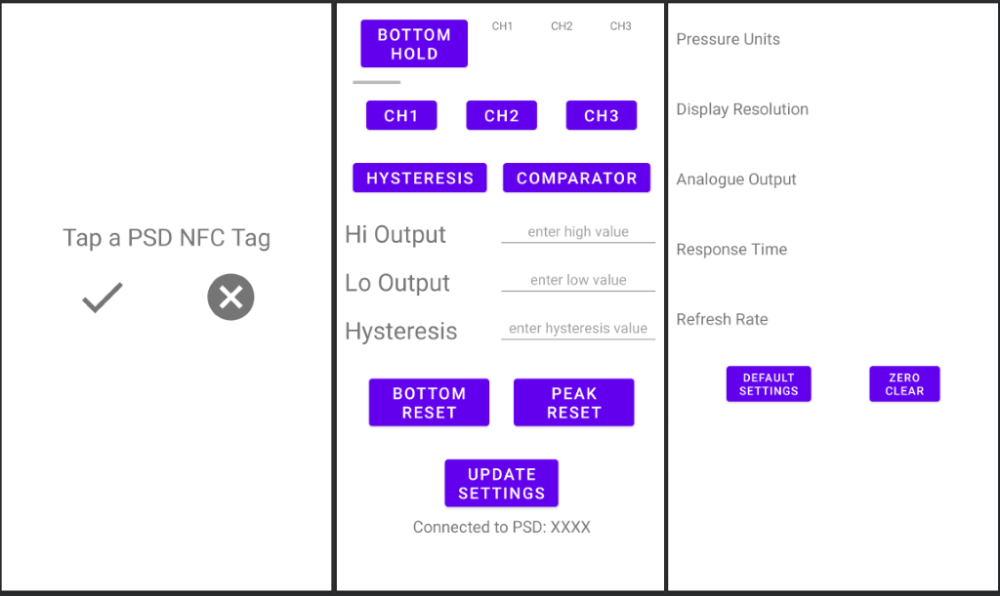 Tap a PSD NFC Tag
BOTTOM
HOLD
CH1 CH2 CH3
CH1 CH2 CH3
HYSTERESIS COMPARATOR
Hi Output enter high value
Lo Output enter low value
Hysteresis enter hysteresis value
BOTTOM
RESET
PEAK
RESET
UPDATE
SETTINGS
Connected to PSD: XXXX
Pressure Units
Display Resolution
Analogue Output
Response Time
Refresh Rate
DEFAULT
SETTINGS
ZERO
CLEAR